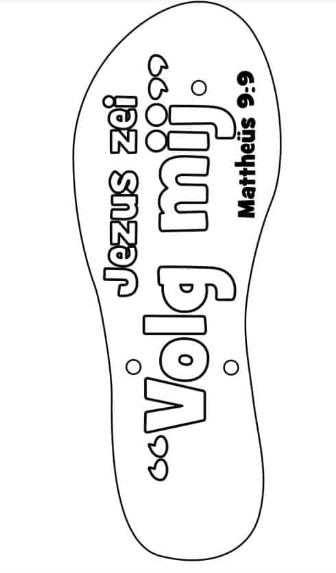 Jezus zei
“Volg mij”
Mattheüs 9:9